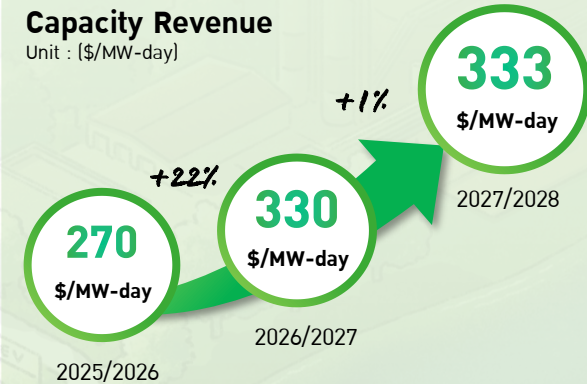 Capacity Revenue
Unit : ($/MW-day)
333
$/MW-day
2027/2028
+1%
330
$/MW-day
2026/2027
+22%
270
$/MW-day
2025/2026